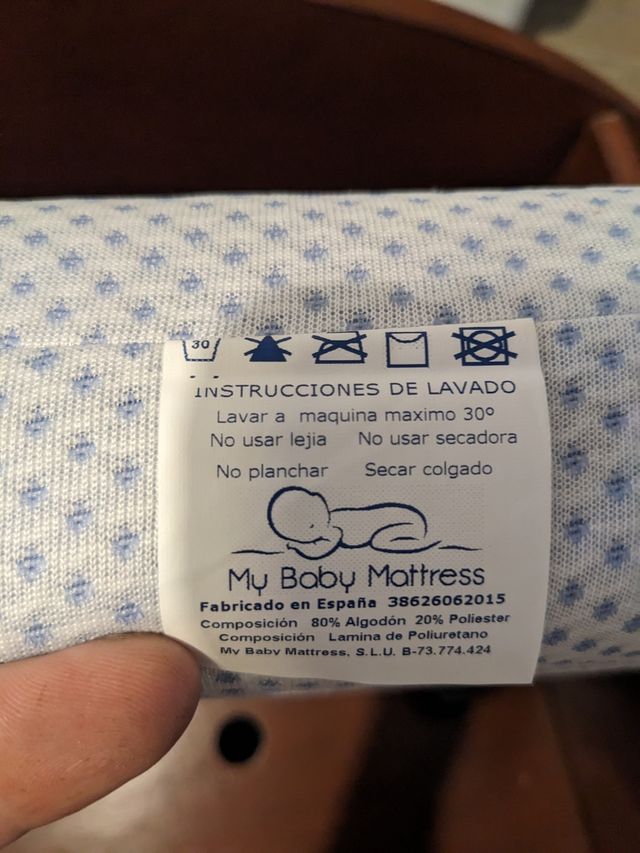 30
INSTRUCCIONES DE LAVADO
Lavar a maquina maximo 30º
No usar lejia No usar secadora
No planchar Secar colgado
My Baby Mattress
Fabricado en España 38626062015
Composición 80% Algodón 20% Poliester
Composición Lamina de Poliuretano
My Baby Mattress, S.L.U. B-73.774.424